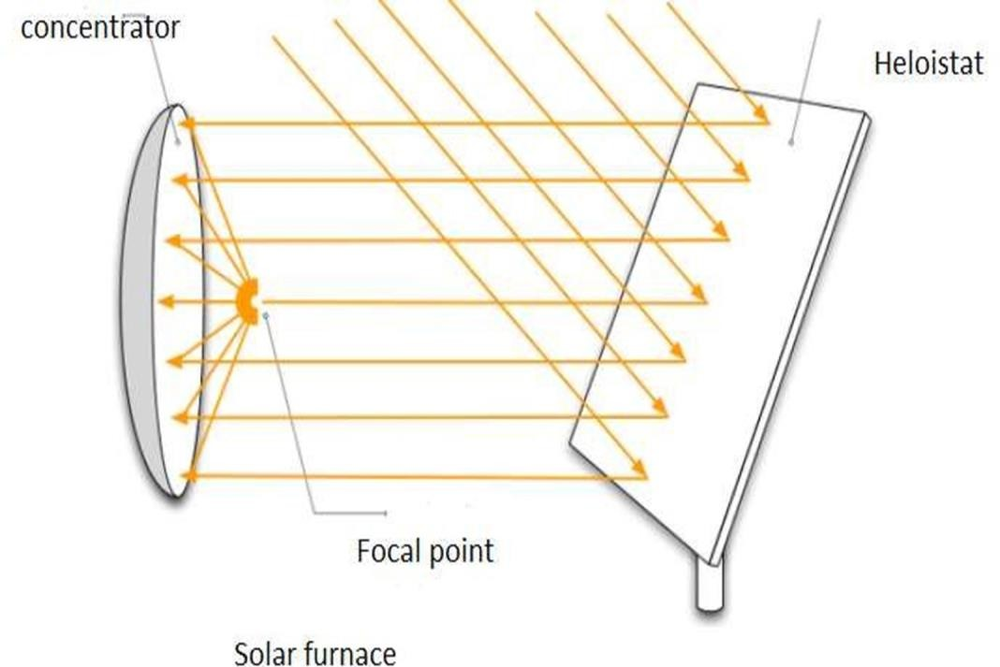 concentrator
Heloistat
Focal point
Solar furnace